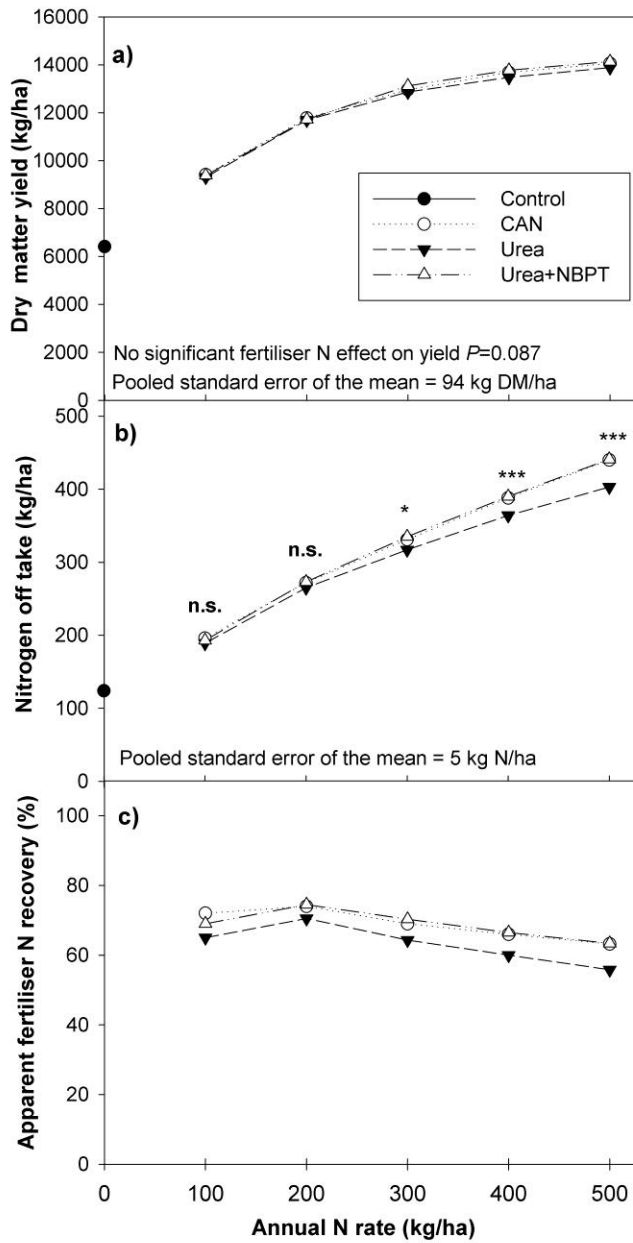 16000
a)
14000
12000
10000
8000
6000
4000
2000
0
Dry matter yield (kg/ha)
Control
CAN
Urea
Urea+NBPT
No significant fertiliser N effect on yield P=0.087
Pooled standard error of the mean = 94 kg DM/ha
500
b)
400
300
200
100
0
Nitrogen off take (kg/ha)
n.s.
n.s.
*
***
***
Pooled standard error of the mean = 5 kg N/ha
100
c)
80
60
40
20
0
Apparent fertiliser N recovery (%)
0 100 200 300 400 500
Annual N rate (kg/ha)